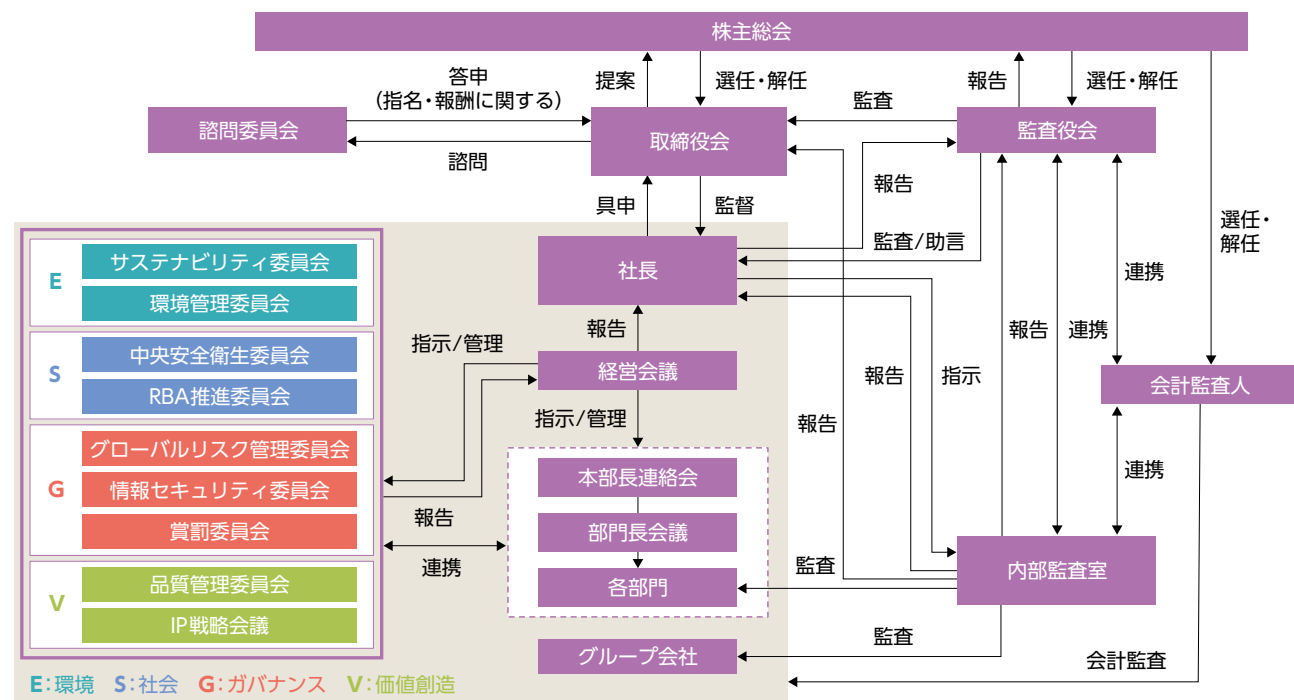 株主総会
答申
(指名・報酬に関する)
提案
選任・解任
報告
選任・解任
監査
諮問委員会
取締役会
監査役会
諮問
報告
具申
監督
選任・
解任
監査/助言
E
サステナビリティ委員会
環境管理委員会
社長
連携
報告
指示/管理
報告
連携
S
中央安全衛生委員会
RBA推進委員会
経営会議
報告
指示
会計監査人
指示/管理
報告
G
グローバルリスク管理委員会
情報セキュリティ委員会
賞罰委員会
本部長連絡会
連携
報告
部門長会議
連携
監査
内部監査室
V
品質管理委員会
IP戦略会議
各部門
監査
グループ会社
会計監査
E:環境 S:社会 G:ガバナンス V:価値創造